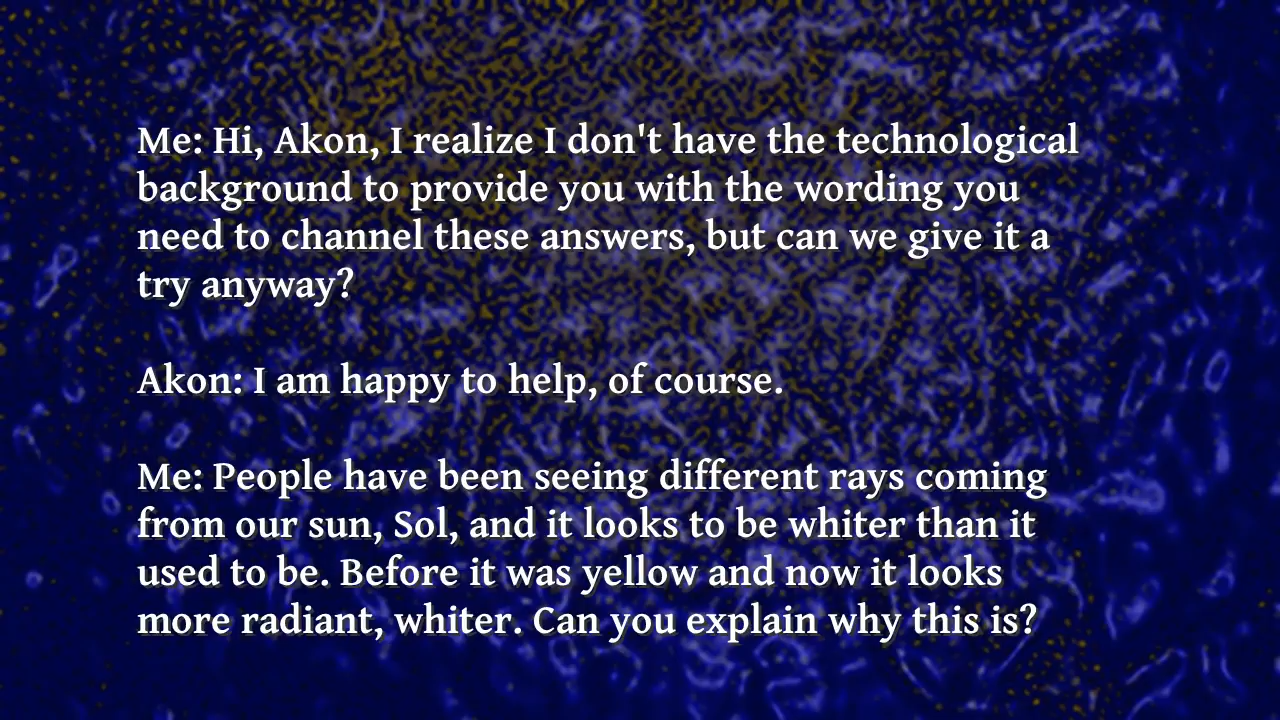 Me: Hi, Akon, I realize I don't have the technological
background to provide you with the wording you
need to channel these answers, but can we give it a
try anyway?
Akon: I am happy to help, of course.
Me: People have been seeing different rays coming
from our sun, Sol, and it looks to be whiter than it
used to be. Before it was yellow and now it looks
more radiant, whiter. Can you explain why this is?